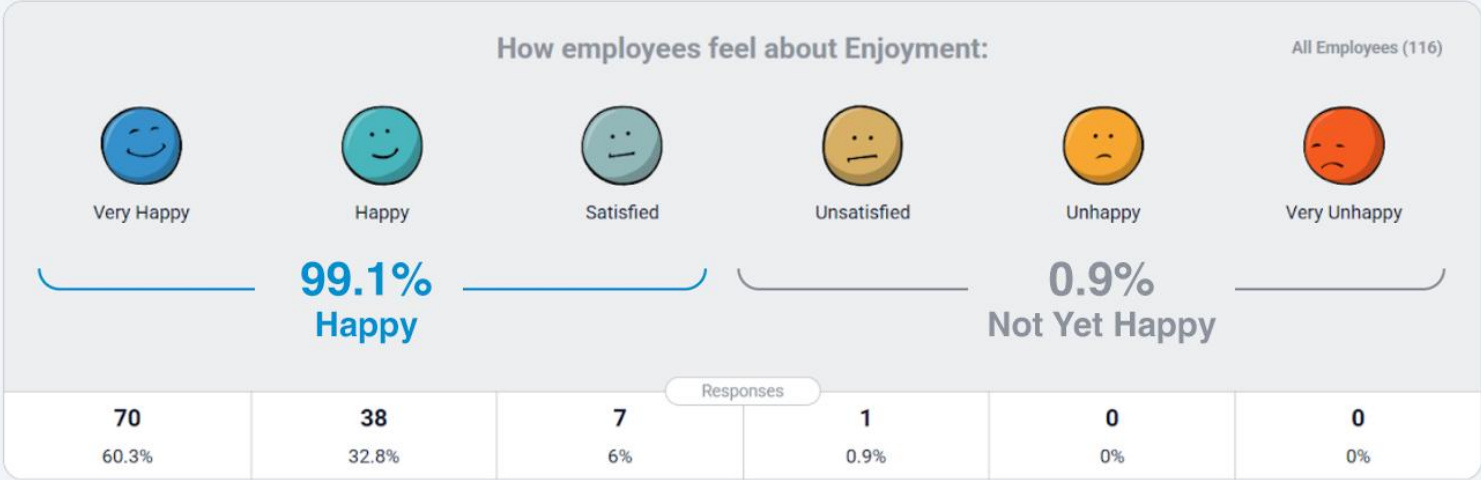 How employees feel about Enjoyment:
All Employees (116)
Very Happy
Happy
Satisfied
Unsatisfied
Unhappy
Very Unhappy
99.1%
Happy
0.9%
Not Yet Happy
Responses
70
38
7
1
0
0
60.3%
32.8%
6%
0.9%
0%
0%